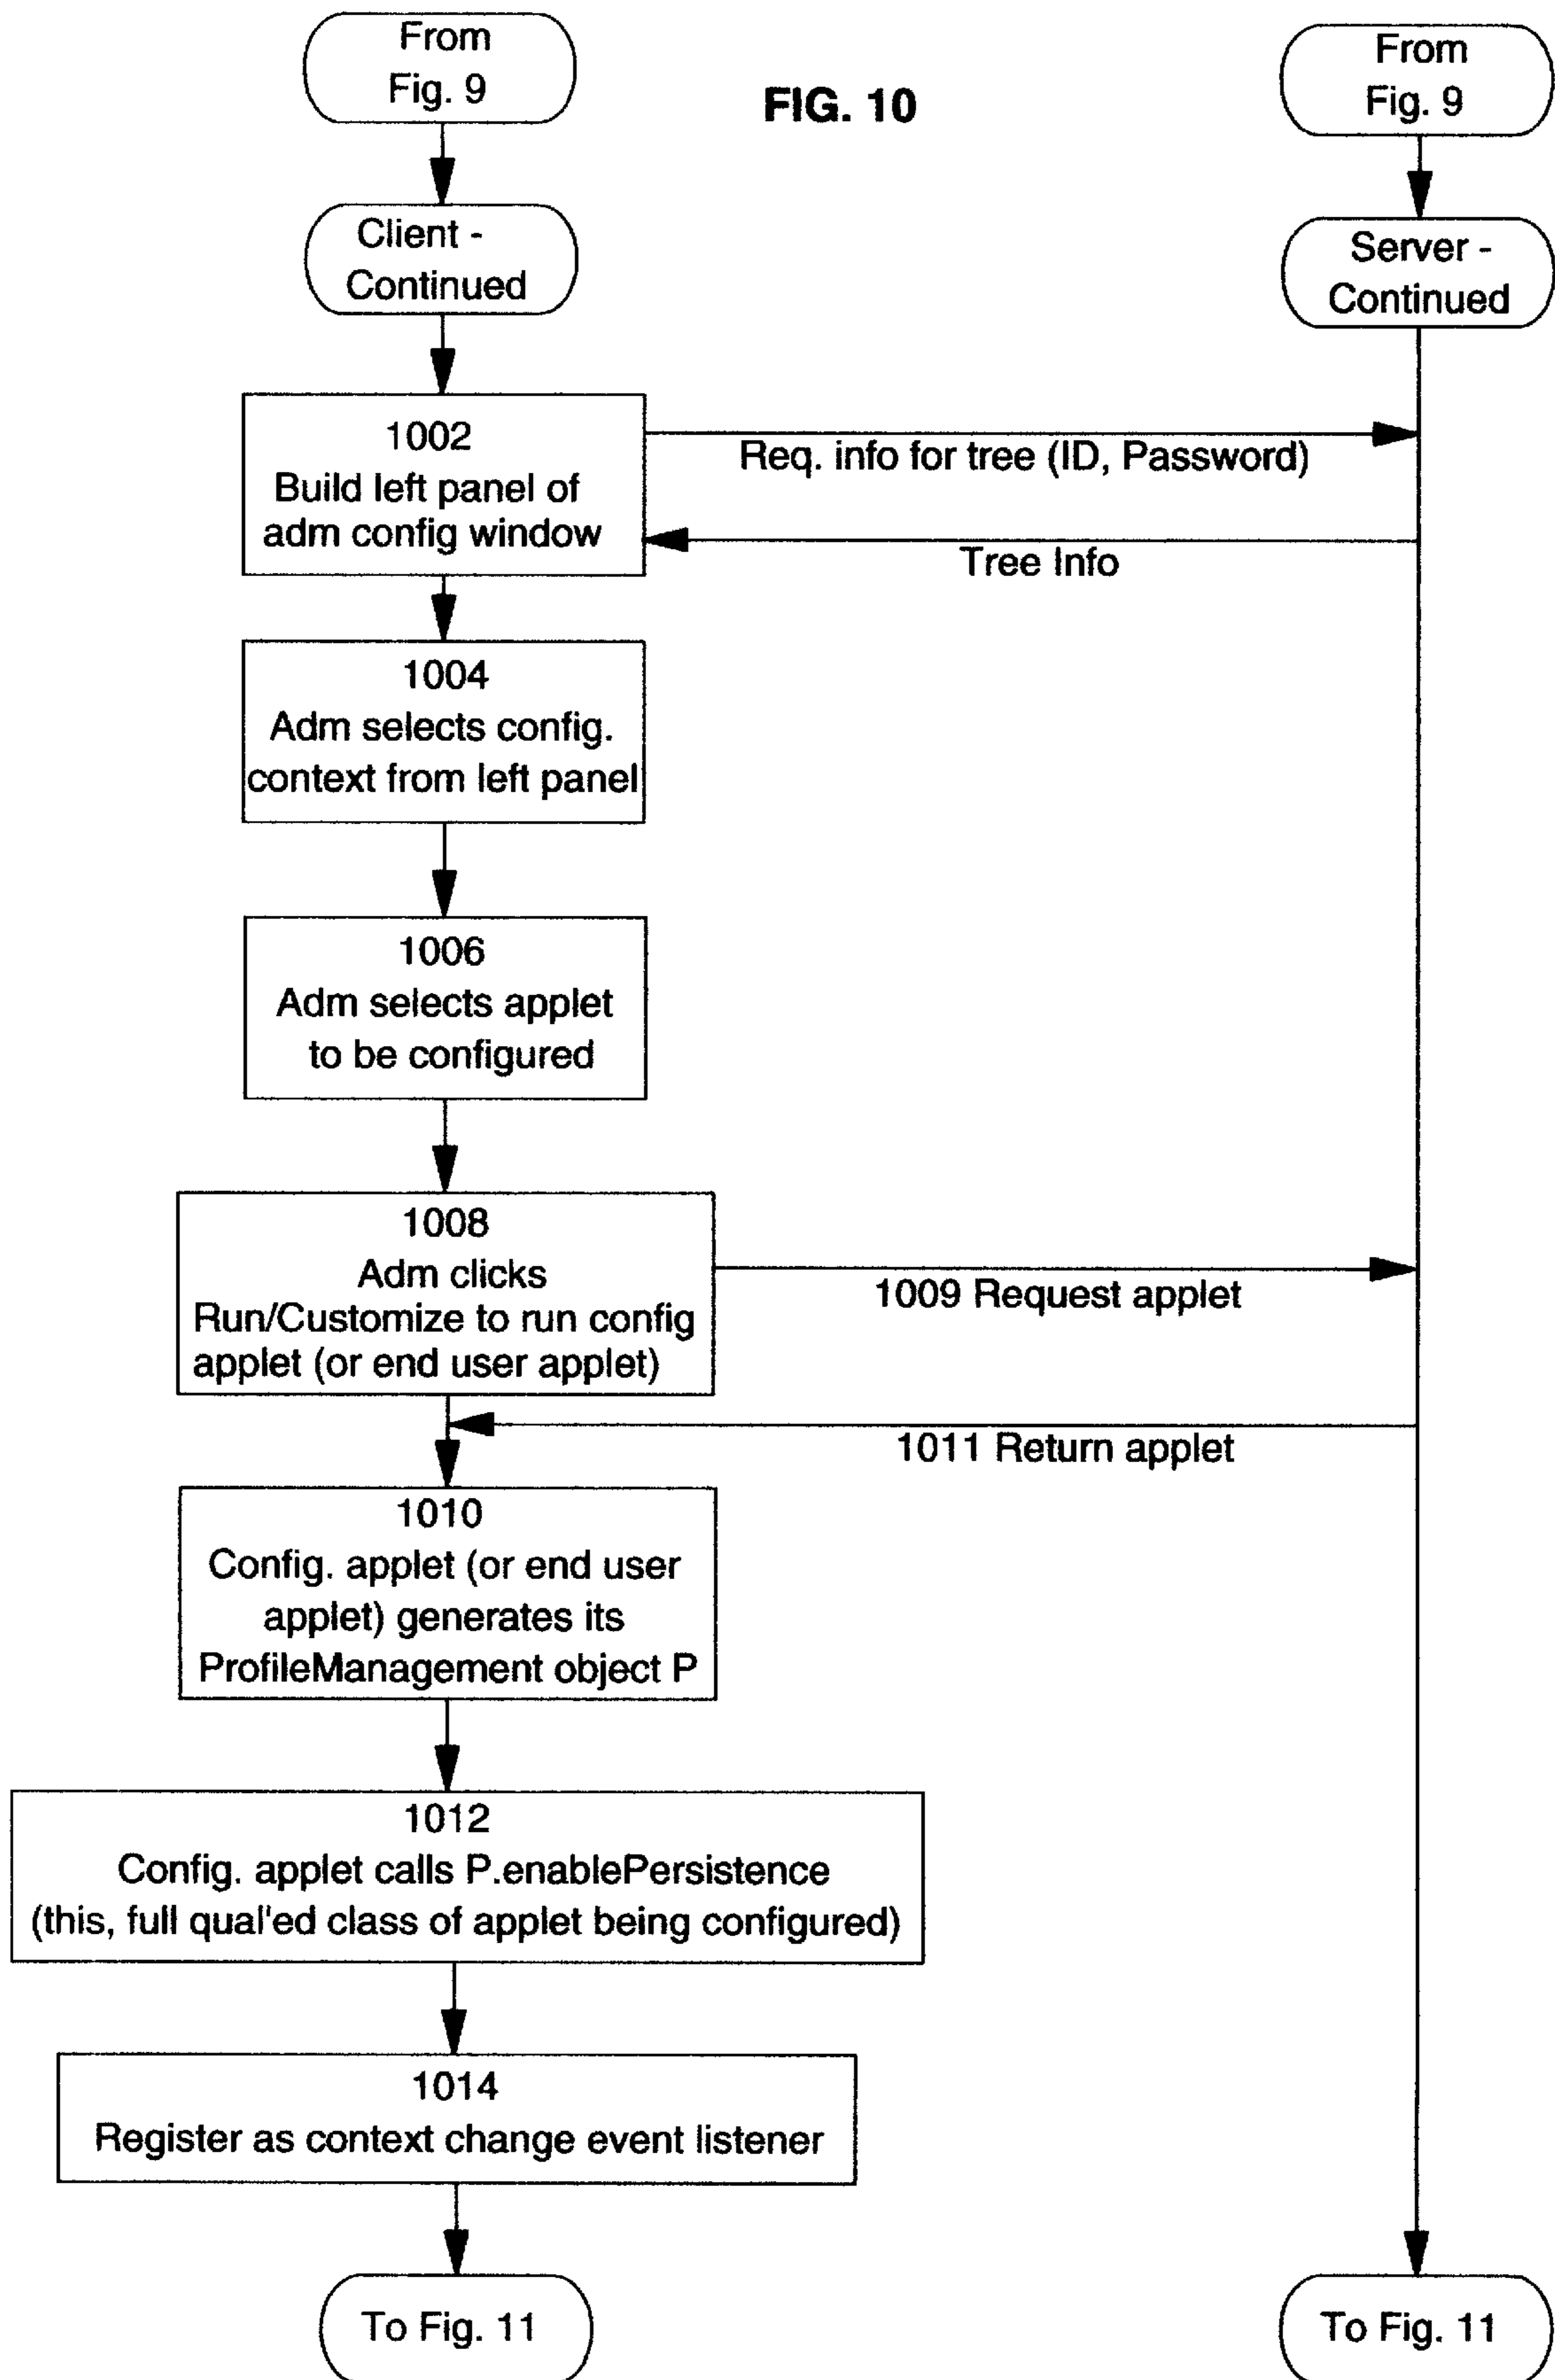 From
Fig. 9
FIG. 10
From
Fig. 9
Client -
Continued
Server -
Continued
1002
Build left panel of
adm config window
Req. info for tree (ID, Password)
Tree Info
1004
Adm selects config.
context from left panel
1006
Adm selects applet
to be configured
1008
Adm clicks
Run/Customize to run config
applet (or end user applet)
1009 Request applet
1011 Return applet
1010
Config. applet (or end user
applet) generates its
ProfileManagement object P
1012
Config. applet calls P.enablePersistence
(this, full qual'ed class of applet being configured)
1014
Register as context change event listener
To Fig. 11
To Fig. 11